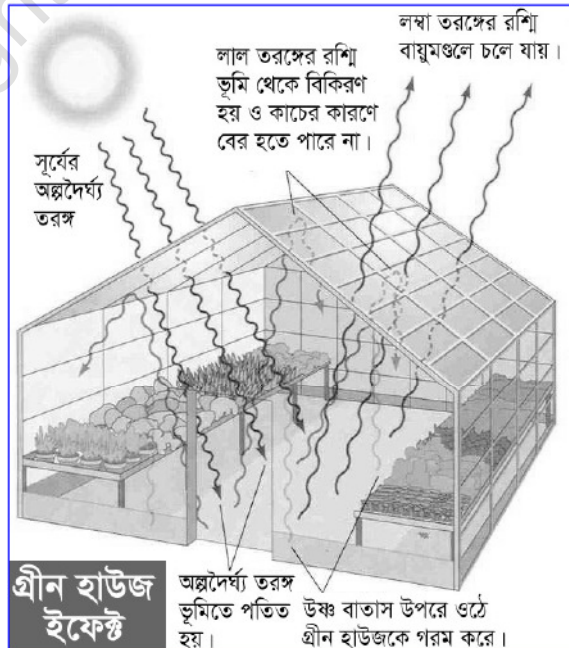 লাল তরঙ্গের রশ্মি
ভূমি থেকে বিকিরণ
হয় ও কাচের কারণে
বের হতে পারে না।
লম্বা তরঙ্গের রশ্মি
বায়ুমণ্ডলে চলে যায়।
সূর্যের
অল্পদৈর্ঘ্য
তরঙ্গ
গ্রীন হাউজ
ইফেক্ট
অল্পদৈর্ঘ্য তরঙ্গ
ভূমিতে পতিত
হয়।
উষ্ণ বাতাস উপরে ওঠে
গ্রীন হাউজকে গরম করে।